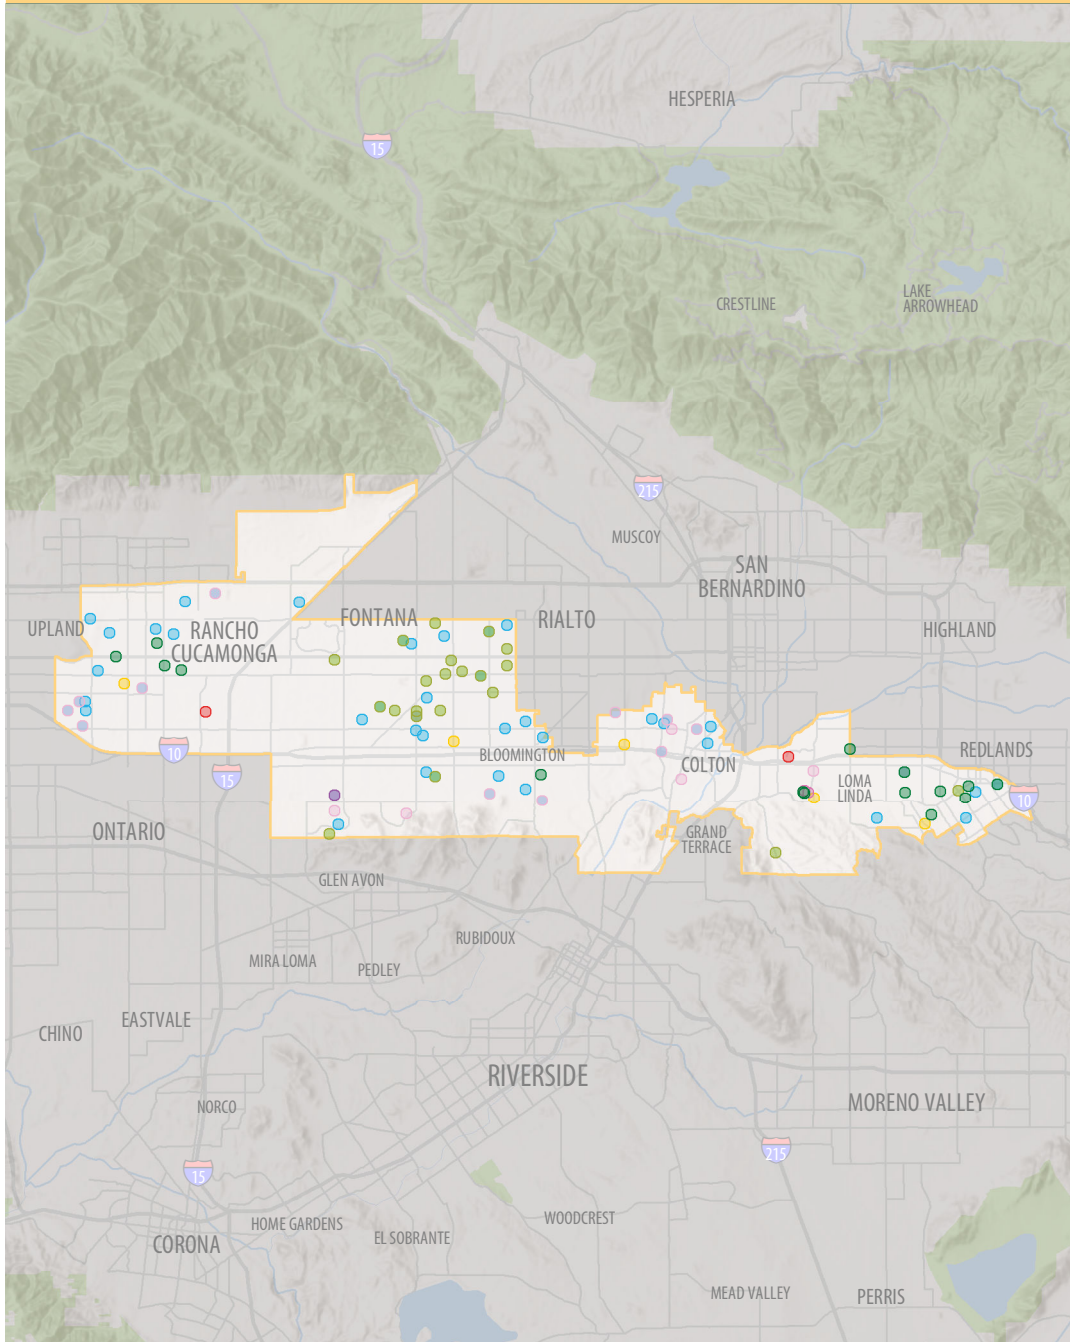 HESPERIA
15
CRESTLINE
LAKE
ARROWHEAD
215
MUSCOY
SAN
BERNARDINO
UPLAND
RANCHO
CUCAMONGA
FONTANA
RIALTO
HIGHLAND
10
15
BLOOMINGTON
COLTON
LOMA
LINDA
REDLANDS
10
ONTARIO
GRAND
TERRACE
GLEN AVON
RUBIDOUX
MIRA LOMA
PEDLEY
CHINO
EASTVALE
RIVERSIDE
NORCO
MORENO VALLEY
15
215
HOME GARDENS
WOODCREST
CORONA
EL SOBRANTE
MEAD VALLEY
PERRIS